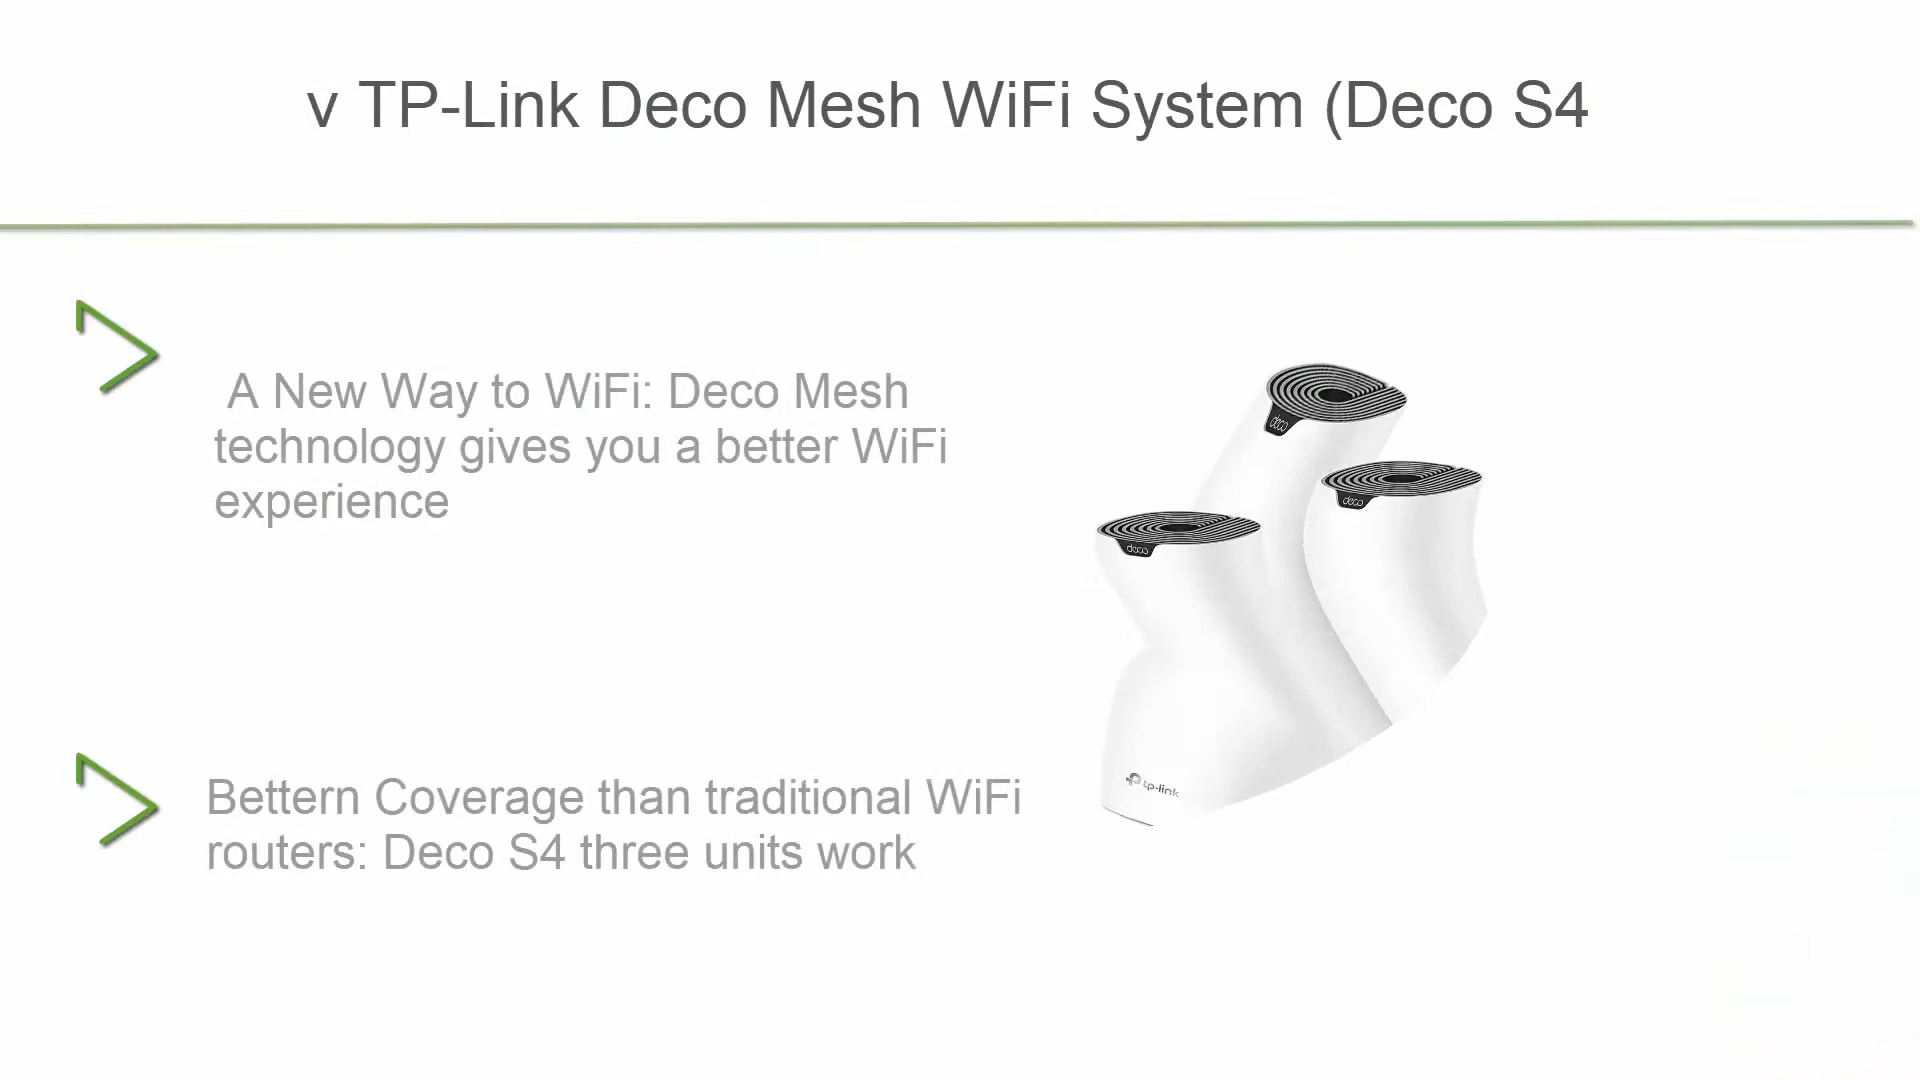 v TP-Link Deco Mesh WiFi System (Deco S4
A New Way to WiFi: Deco Mesh
technology gives you a better WiFi
experience
Bettern Coverage than traditional WiFi
routers: Deco S4 three units work
deco
deco
deco
tp-link